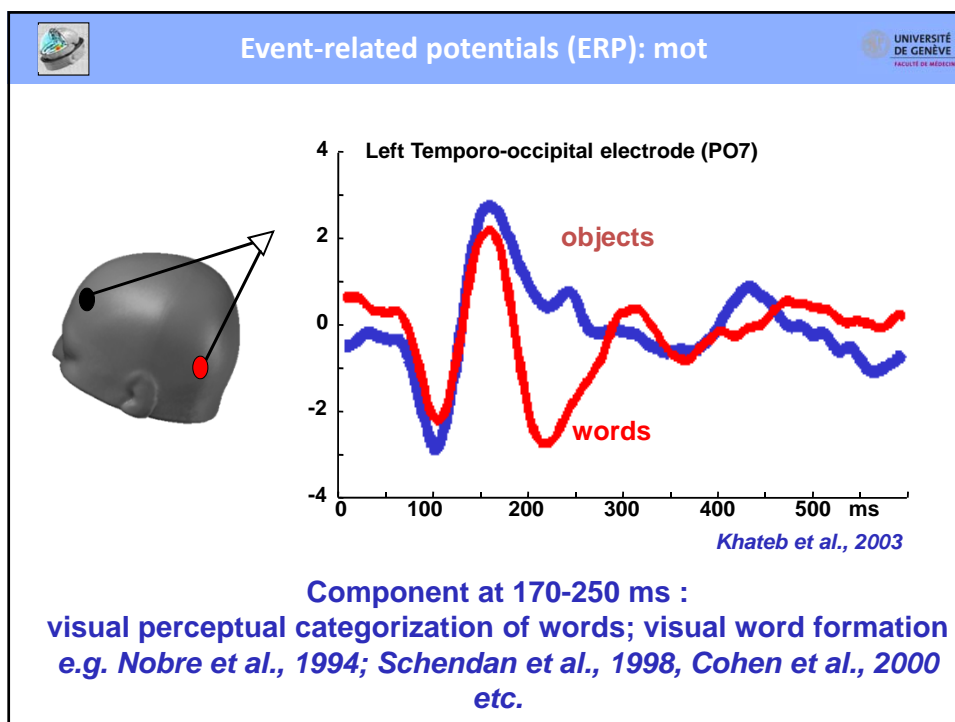 Event-related potentials (ERP): mot
UNIVERSITÉ
DE GENÈVE
FACULTÉ DE MÉDECINE
Left Temporo-occipital electrode (PO7)
4
2
0
-2
-4
objects
words
0 100 200 300 400 500 ms
Khateb et al., 2003
Component at 170-250 ms :
visual perceptual categorization of words; visual word formation
e.g. Nobre et al., 1994; Schendan et al., 1998, Cohen et al., 2000
etc.